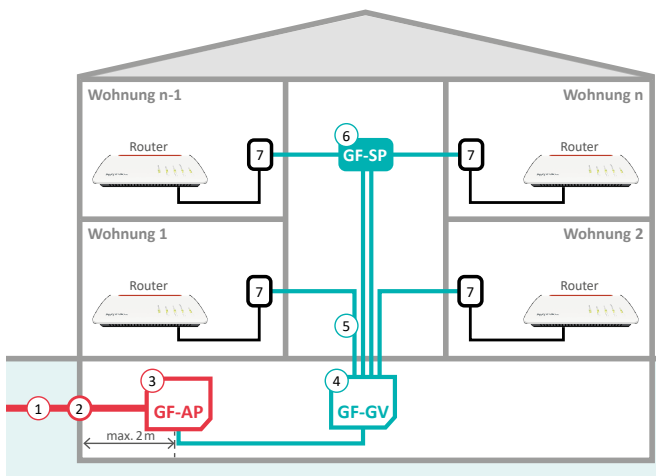 Wohnung n-1
Wohnung n
Router
7
6
GF-SP
7
Router
Wohnung 1
Wohnung 2
Router
7
7
Router
5
3
4
1
2
GF-AP
GF-GV
max. 2 m